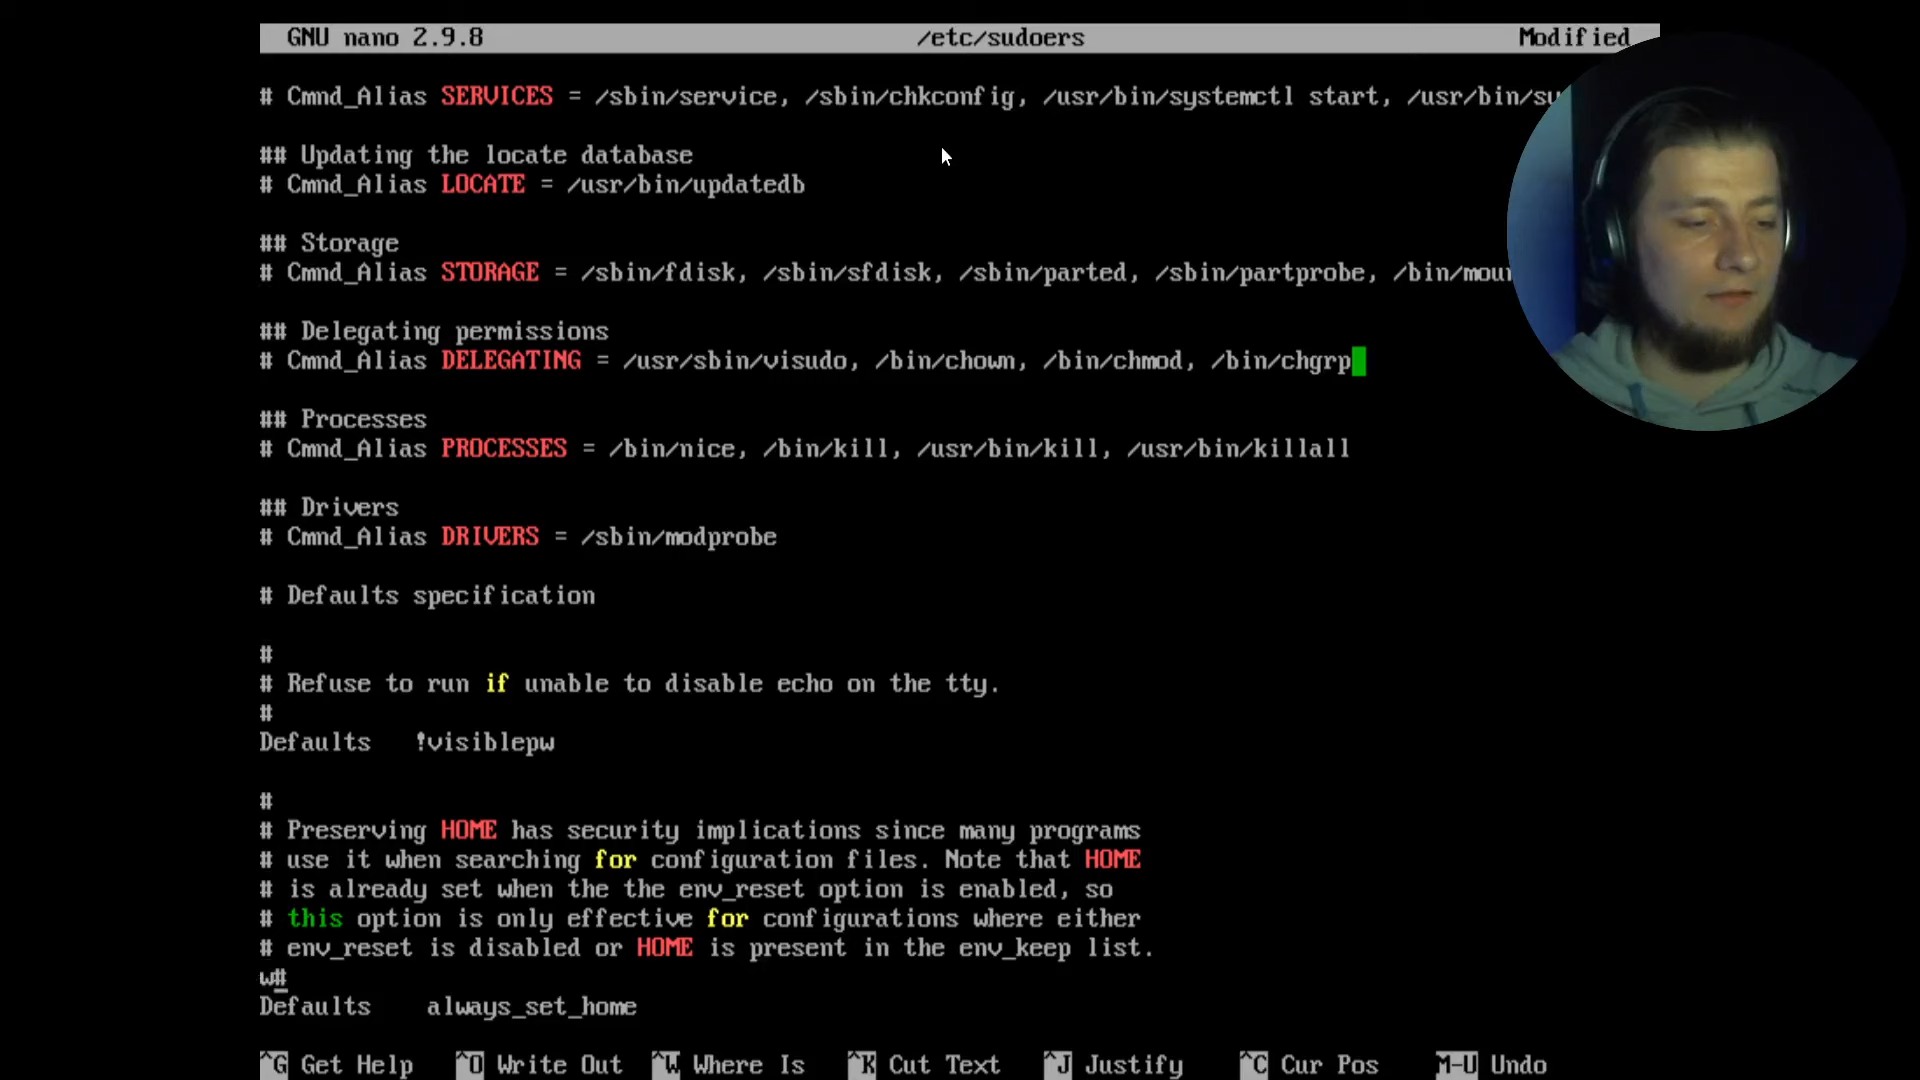 GNU nano 2.9.8 /etc/sudoers Modified
# Cmnd_Alias SERVICES = /sbin/service, /sbin/chkconfig, /usr/bin/systemctl start,
## Updating the locate database
# Cmnd_Alias LOCATE = /usr/bin/updatedb
## Storage
# Cmnd_Alias STORAGE = /sbin/fdisk, /sbin/sfdisk, /sbin/parted, /sbin/partprobe,
## Delegating permissions
# Cmnd_Alias DELEGATING = /usr/sbin/visudo, /bin/chown, /bin/chmod, /bin/chgrp
## Processes
# Cmnd_Alias PROCESSES = /bin/nice, /bin/kill, /usr/bin/kill, /usr/bin/killall
## Drivers
# Cmnd_Alias DRIVERS = /sbin/modprobe
# Defaults specification
#
# Refuse to run if unable to disable echo on the tty.
#
Defaults !visiblepw
#
# Preserving HOME has security implications since many programs
# use it when searching for configuration files. Note that HOME
# is already set when the the env_reset option is enabled, so
# this option is only effective for configurations where either
# env_reset is disabled or HOME is present in the env_keep list.
w#
Defaults always_set_home
^G Get Help ^O Write Out ^W Where Is ^K Cut Text ^J Justify ^C Cur Pos M-U Undo